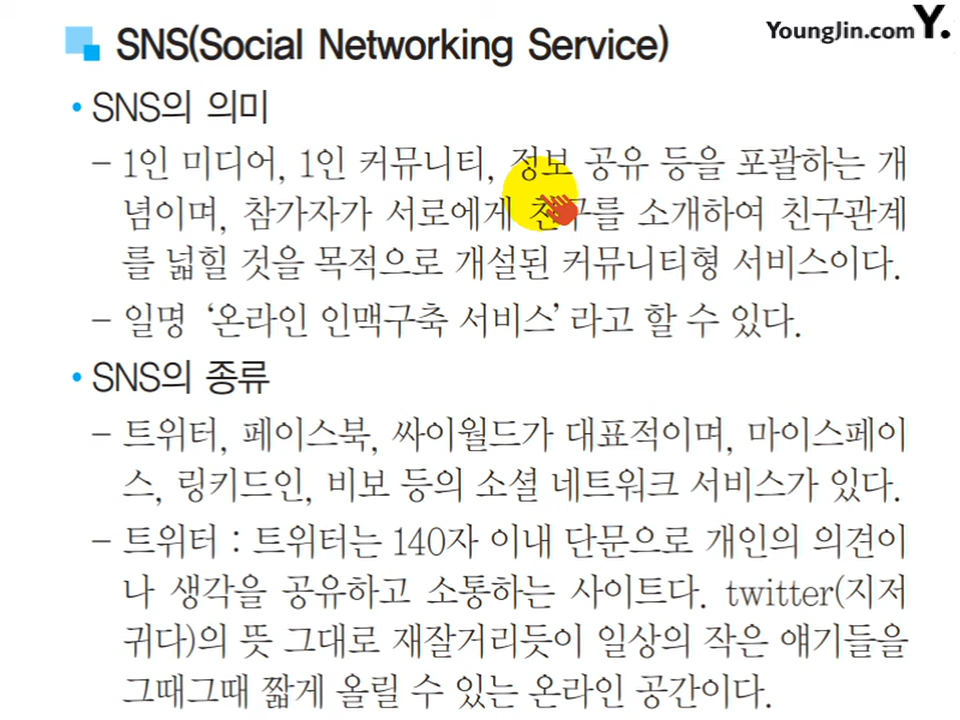 YoungJin.com Y.
SNS(Social Networking Service)
• SNS의 의미
– 1인 미디어, 1인 커뮤니티, 정보 공유 등을 포괄하는 개
념이며, 참가자가 서로에게 친구를 소개하여 친구관계
를 넓힐 것을 목적으로 개설된 커뮤니티형 서비스이다.
– 일명 ‘온라인 인맥구축 서비스’라고 할 수 있다.
• SNS의 종류
– 트위터, 페이스북, 싸이월드가 대표적이며, 마이스페이
스, 링키드인, 비보 등의 소셜 네트워크 서비스가 있다.
– 트위터 : 트위터는 140자 이내 단문으로 개인의 의견이
나 생각을 공유하고 소통하는 사이트다. twitter(지저
귀다)의 뜻 그대로 재잘거리듯이 일상의 작은 얘기들을
그때그때 짧게 올릴 수 있는 온라인 공간이다.